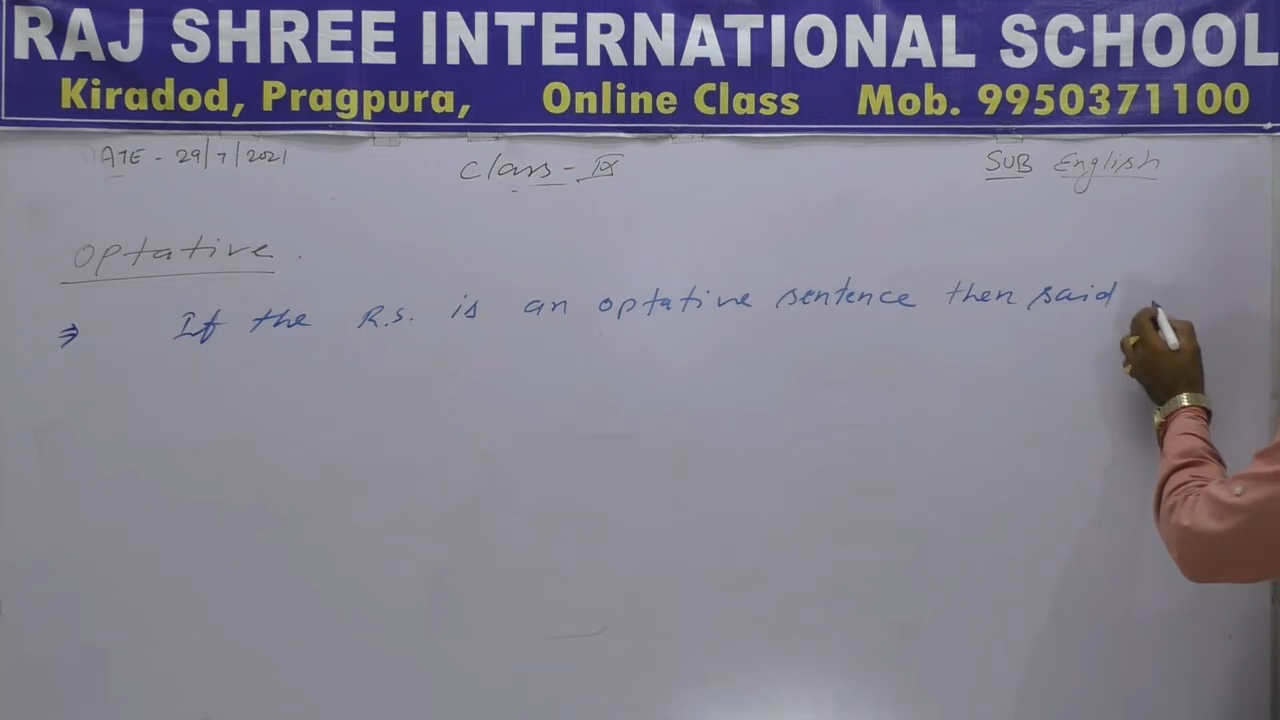 RAJ SHREE INTERNATIONAL SCHOOL
Kiradod, Pragpura, Online Class Mob. 9950371100
ATE - 29/7/2021 Class - IX SUB English
Optative.
⇒ If the R.S. is an optative sentence then said